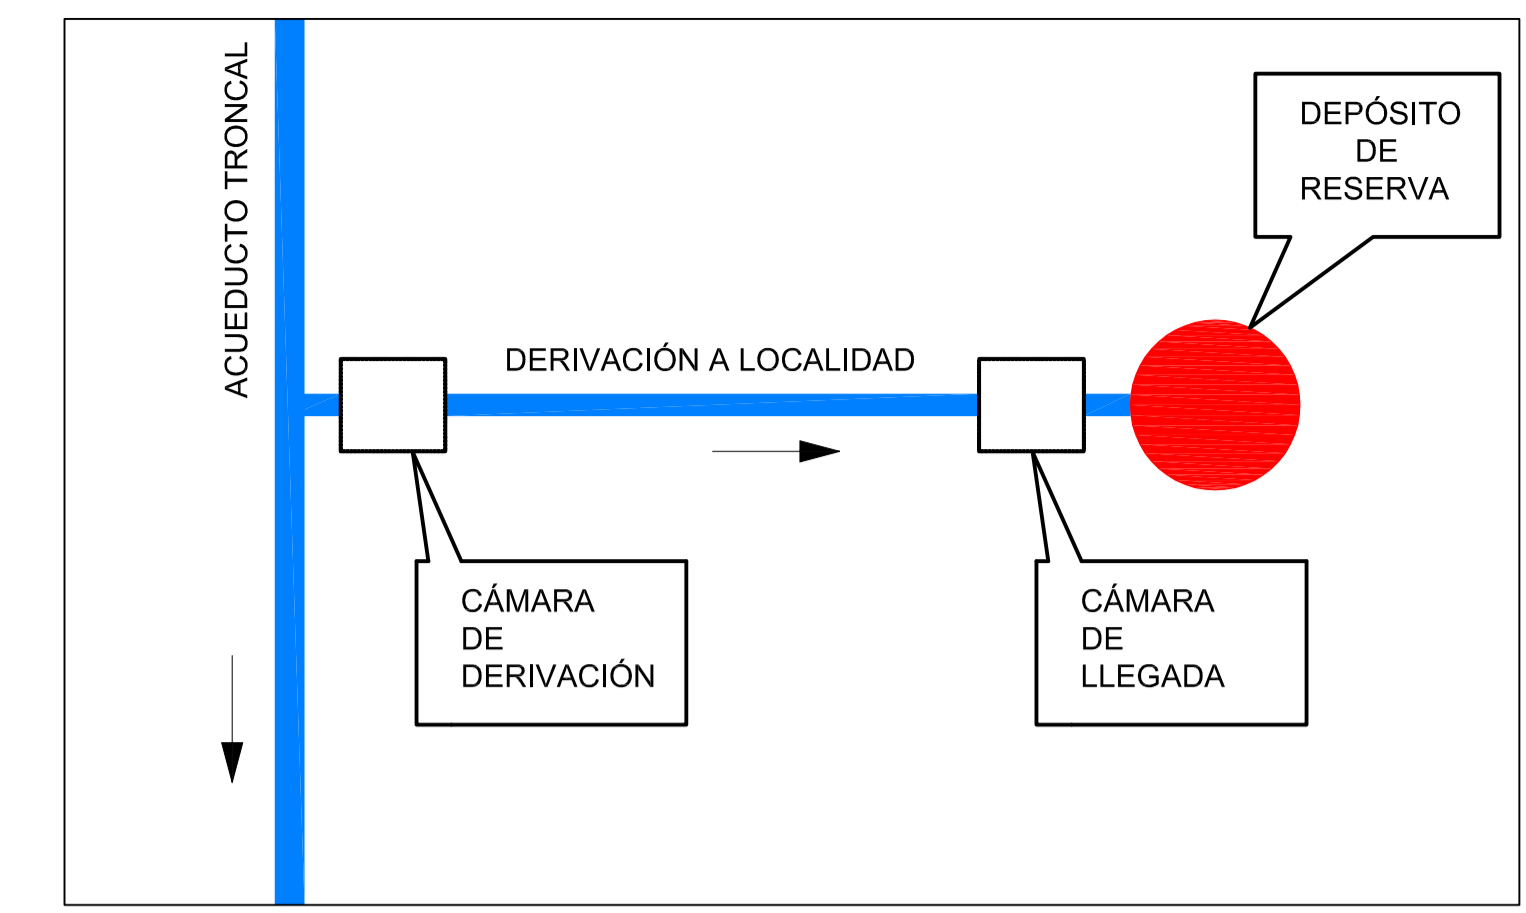 ACUEDUCTO TRONCAL
DEPÓSITO
DE
RESERVA
DERIVACIÓN A LOCALIDAD
CÁMARA
DE
DERIVACIÓN
CÁMARA
DE
LLEGADA